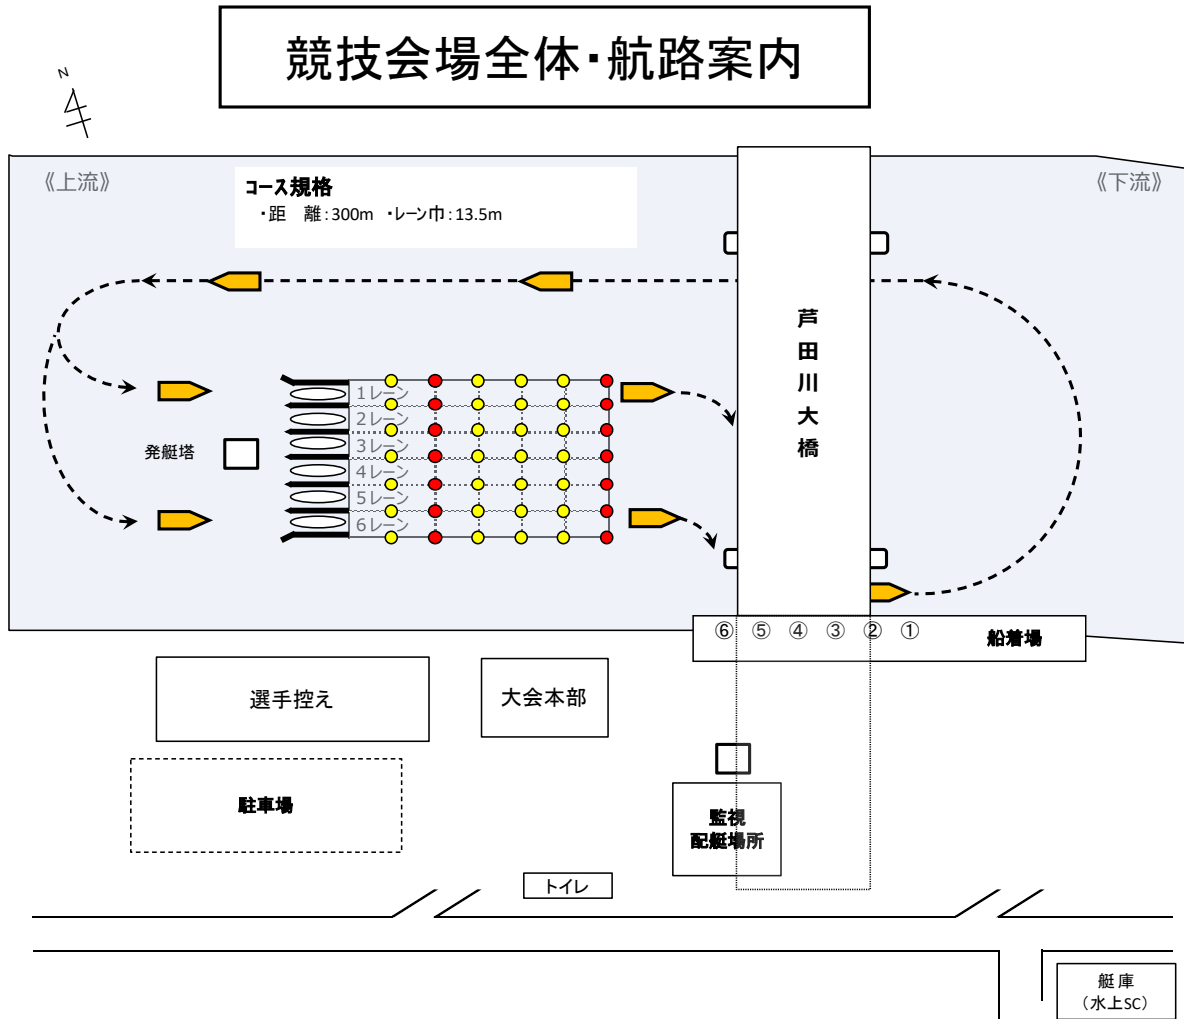 競技会場全体・航路案内
N
《上流》
《下流》
コース規格
・距　離:300m ・レーン巾:13.5m
芦田川大橋
発艇塔
1レーン
2レーン
3レーン
4レーン
5レーン
6レーン
⑥ ⑤ ④ ③ ② ① 船着場
選手控え
大会本部
駐車場
監視
配艇場所
トイレ
艇庫
（水上SC）